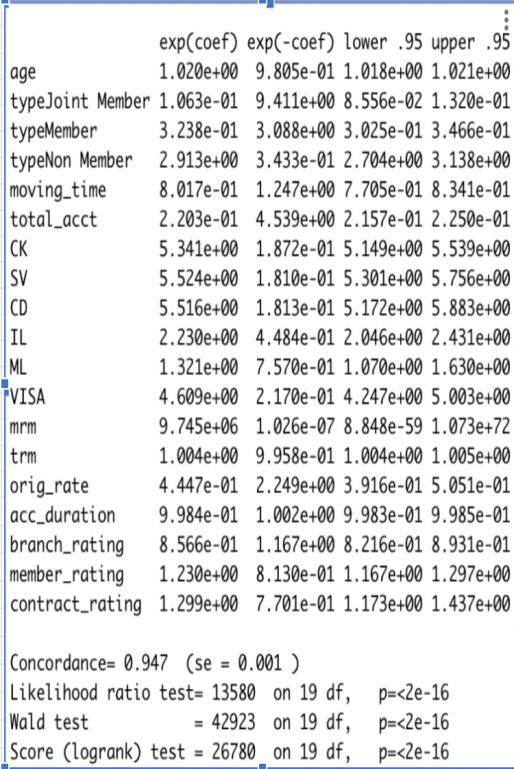 exp(coef) exp(-coef) lower .95 upper .95
age 1.020e+00 9.805e-01 1.018e+00 1.021e+00
typeJoint Member 1.063e-01 9.411e+00 8.556e-02 1.320e-01
typeMember 3.238e-01 3.088e+00 3.025e-01 3.466e-01
typeNon Member 2.913e+00 3.433e-01 2.704e+00 3.138e+00
moving_time 8.017e-01 1.247e+00 7.705e-01 8.341e-01
total_acct 2.203e-01 4.539e+00 2.157e-01 2.250e-01
CK 5.341e+00 1.872e-01 5.149e+00 5.539e+00
SV 5.524e+00 1.810e-01 5.301e+00 5.756e+00
CD 5.516e+00 1.813e-01 5.172e+00 5.883e+00
IL 2.230e+00 4.484e-01 2.046e+00 2.431e+00
ML 1.321e+00 7.570e-01 1.070e+00 1.630e+00
VISA 4.609e+00 2.170e-01 4.247e+00 5.003e+00
mrm 9.745e+06 1.026e-07 8.848e-59 1.073e+72
trm 1.004e+00 9.958e-01 1.004e+00 1.005e+00
orig_rate 4.447e-01 2.249e+00 3.916e-01 5.051e-01
acc_duration 9.984e-01 1.002e+00 9.983e-01 9.985e-01
branch_rating 8.566e-01 1.167e+00 8.216e-01 8.931e-01
member_rating 1.230e+00 8.130e-01 1.167e+00 1.297e+00
contract_rating 1.299e+00 7.701e-01 1.173e+00 1.437e+00
Concordance= 0.947 (se = 0.001 )
Likelihood ratio test= 13580 on 19 df, p=<2e-16
Wald test = 42923 on 19 df, p=<2e-16
Score (logrank) test = 26780 on 19 df, p=<2e-16